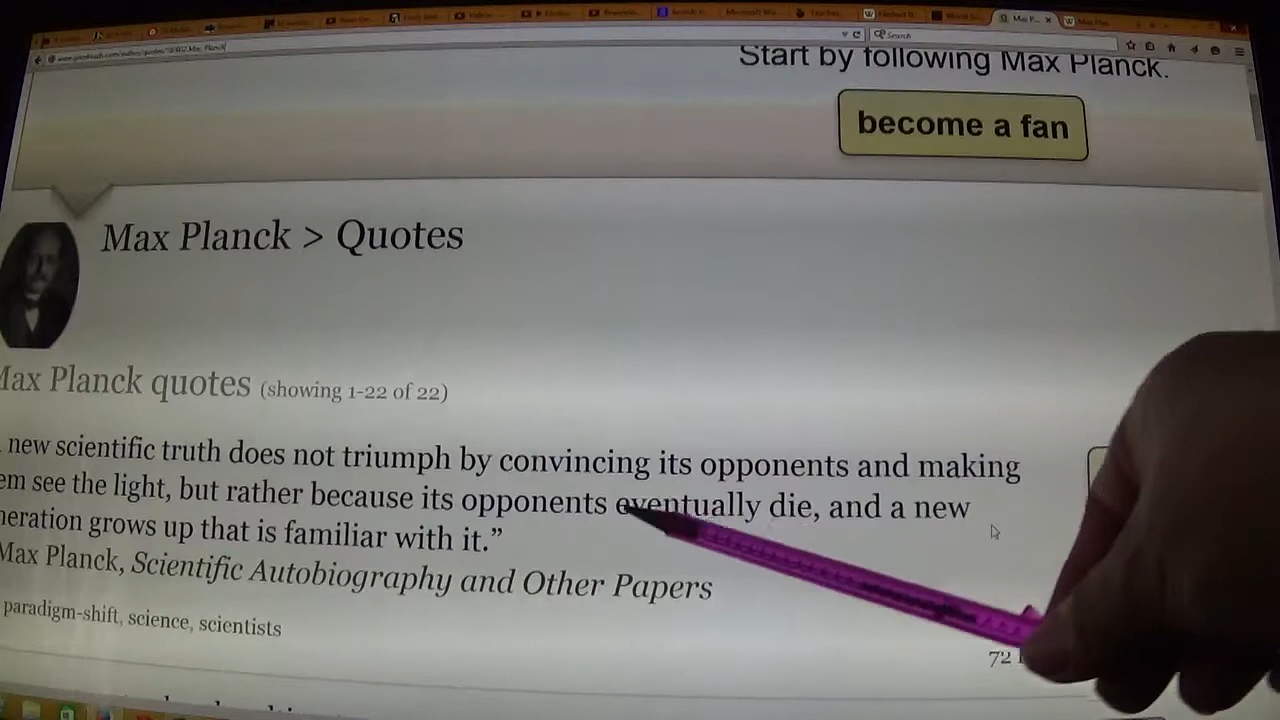 Search
Start by following Max Planck.
become a fan
Max Planck > Quotes
Max Planck quotes (showing 1-22 of 22)
new scientific truth does not triumph by convincing its opponents and making
em see the light, but rather because its opponents eventually die, and a new
neration grows up that is familiar with it.”
Max Planck, Scientific Autobiography and Other Papers
paradigm-shift, science, scientists
72